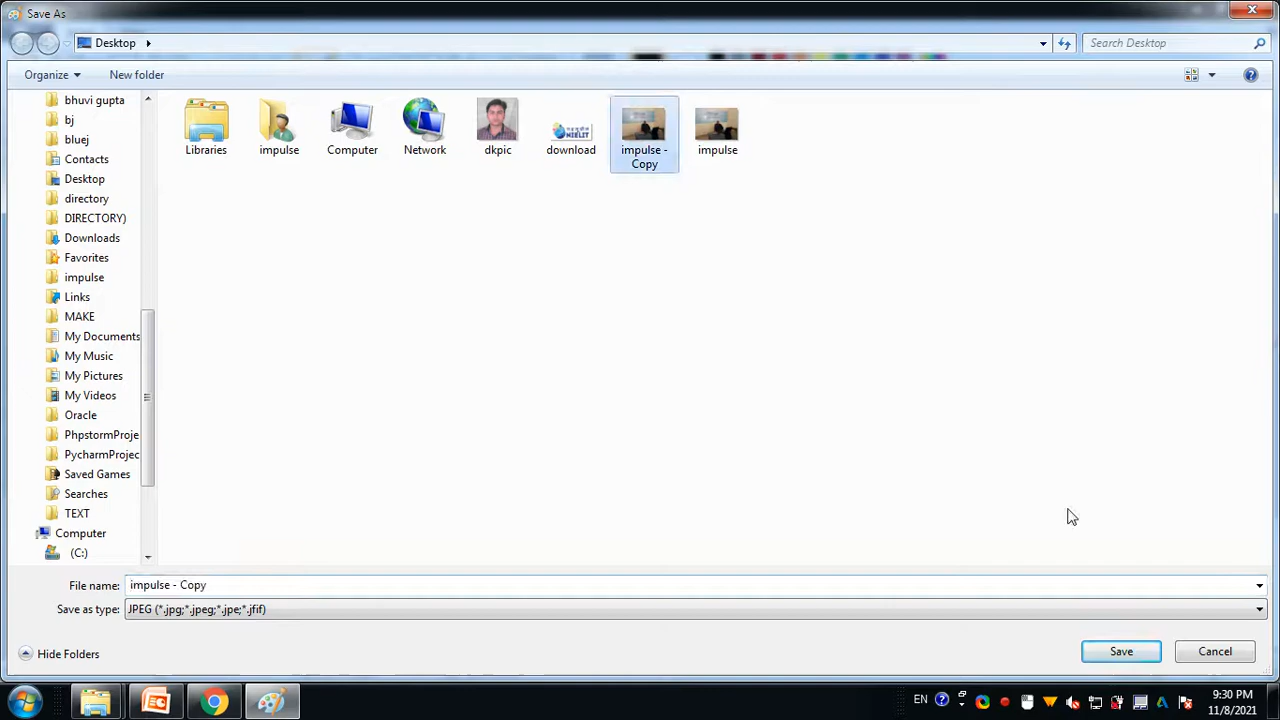 Save As
Desktop
Search Desktop
Organize
New folder
bhuvi gupta
bj
bluej
Contacts
Desktop
directory
DIRECTORY)
Downloads
Favorites
impulse
Links
MAKE
My Documents
My Music
My Pictures
My Videos
Oracle
PhpstormProje
PycharmProjec
Saved Games
Searches
TEXT
Computer
(C:)
Libraries
impulse
Computer
Network
dkpic
NIELIT
download
impulse -
Copy
impulse
File name:
impulse - Copy
Save as type:
JPEG (*.jpg;*.jpeg;*.jpe;*.jfif)
Hide Folders
Save
Cancel
EN
9:30 PM
11/8/2021